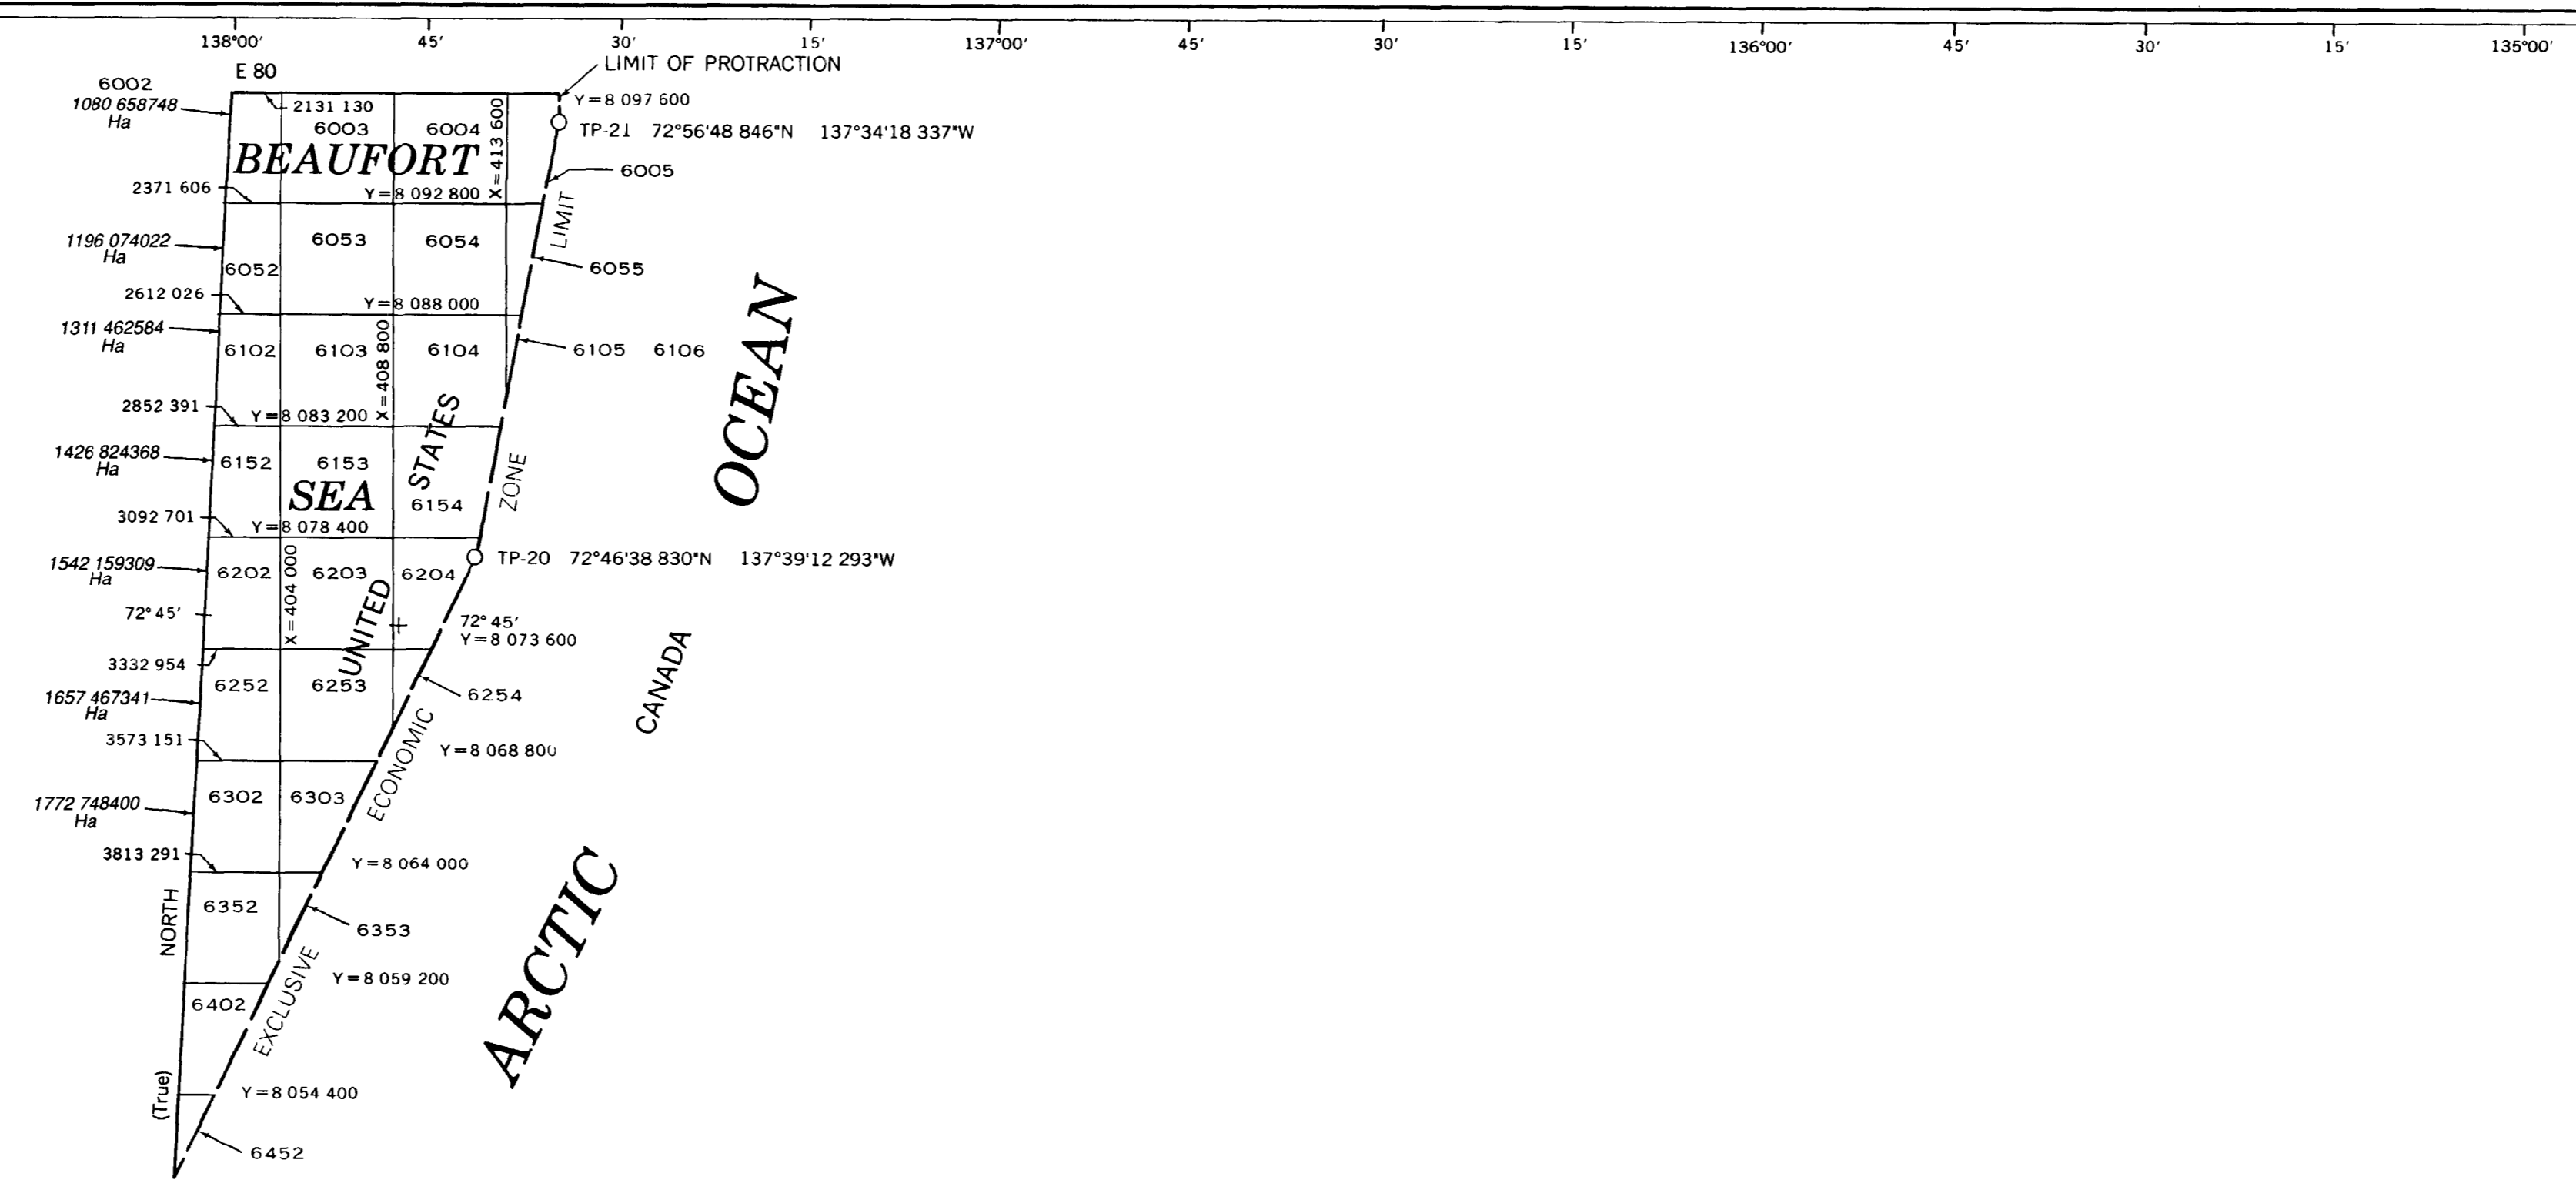 138°00' 45' 30' 15' 137°00' 45' 30' 15' 136°00' 45' 30' 15' 135°00'
LIMIT OF PROTRACTION
E 80
6002
1080 658748
Ha
2131 130
Y=8 097 600
6003
6004
X=413 600
TP-21 72°56'48 846"N 137°34'18 337"W
BEAUFORT
6005
2371 606
Y=8 092 800
LIMIT
1196 074022
Ha
6053
6054
6052
6055
2612 026
Y=8 088 000
1311 462584
Ha
6102
6103
X=408 800
6104
6105 6106
OCEAN
2852 391
Y=8 083 200
STATES
1426 824368
Ha
6152
6153
ZONE
SEA
6154
3092 701
Y=8 078 400
TP-20 72°46'38 830"N 137°39'12 293"W
1542 159309
Ha
6202
X=404 000
6203
6204
72°45'
UNITED
72°45'
Y=8 073 600
CANADA
3332 954
6252
6253
6254
1657 467341
Ha
3573 151
ECONOMIC
Y=8 068 800
6302
6303
1772 748400
Ha
3813 291
Y=8 064 000
NORTH
6352
6353
ARCTIC
EXCLUSIVE
Y=8 059 200
6402
(True)
Y=8 054 400
6452